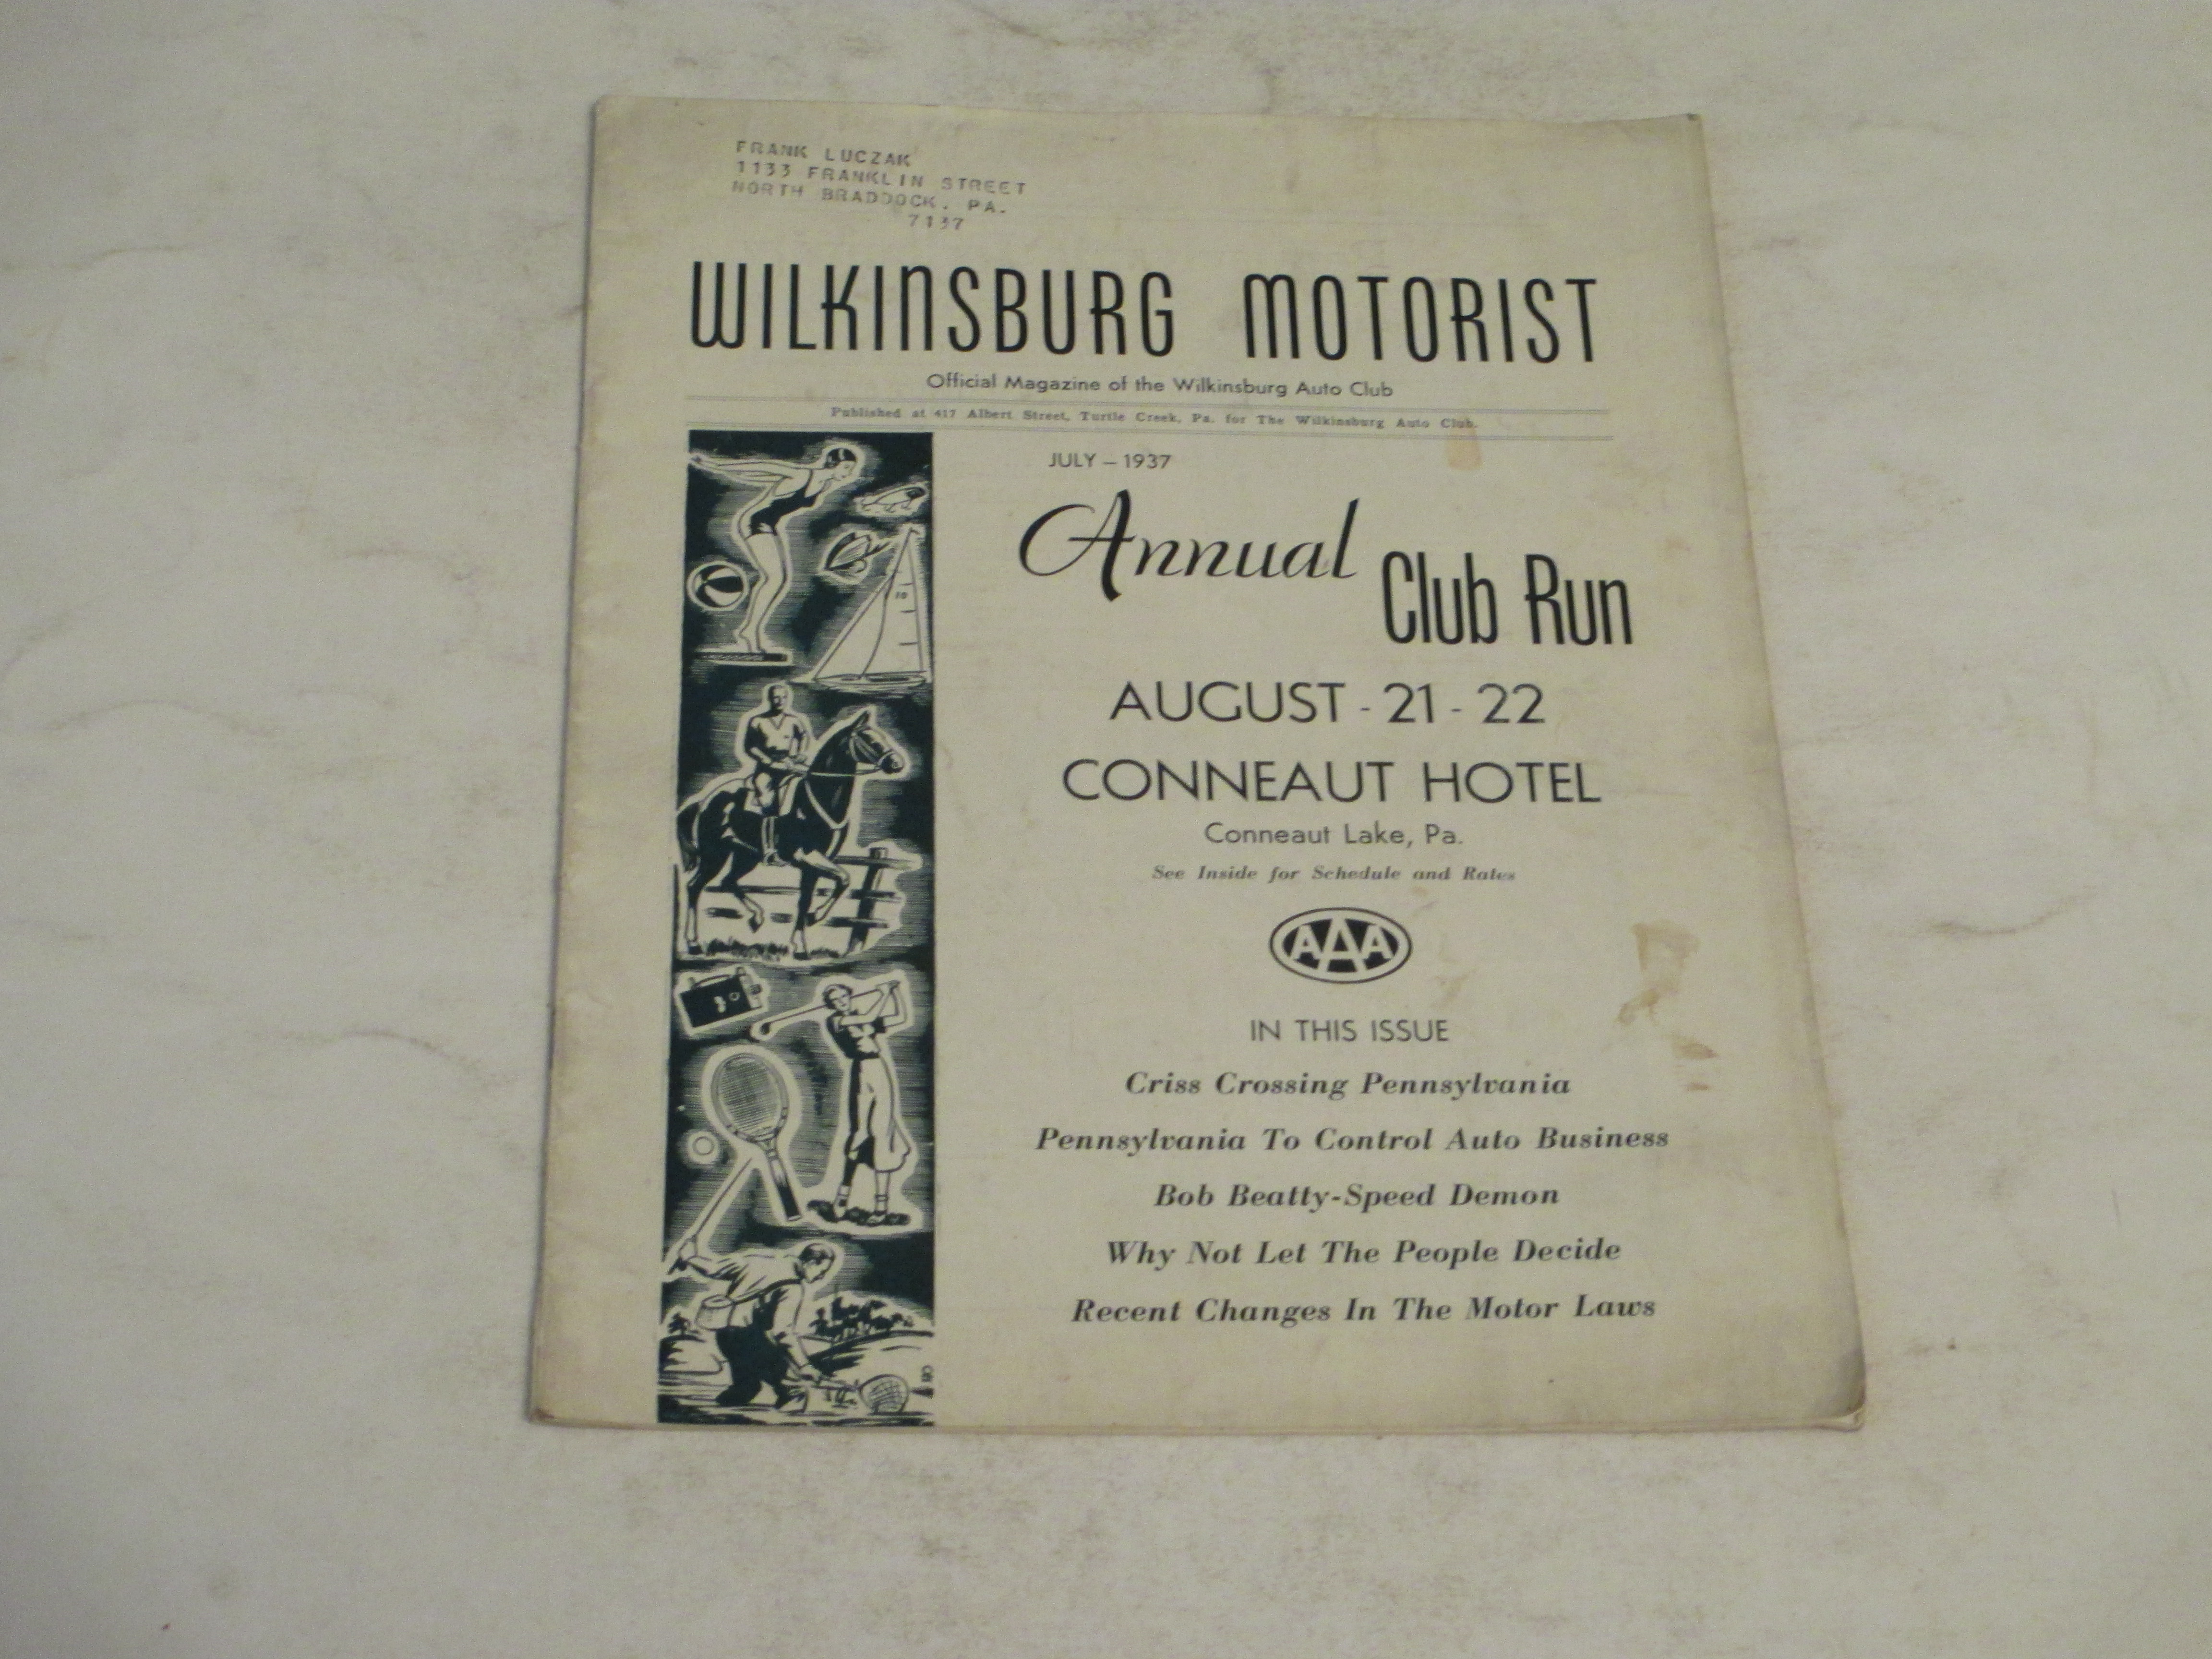 FRANK LUCZAK
1133 FRANKLIN STREET
NORTH BRADDOCK, PA.
7137
WILKINSBURG MOTORIST
Official Magazine of the Wilkinsburg Auto Club
Published at 417 Albert Street, Turtle Creek, Pa. for The Wilkinsburg Auto Club.
JULY – 1937
Annual Club Run
AUGUST - 21 - 22
CONNEAUT HOTEL
Conneaut Lake, Pa.
See Inside for Schedule and Rates
AAA
IN THIS ISSUE
Criss Crossing Pennsylvania
Pennsylvania To Control Auto Business
Bob Beatty-Speed Demon
Why Not Let The People Decide
Recent Changes In The Motor Laws
10